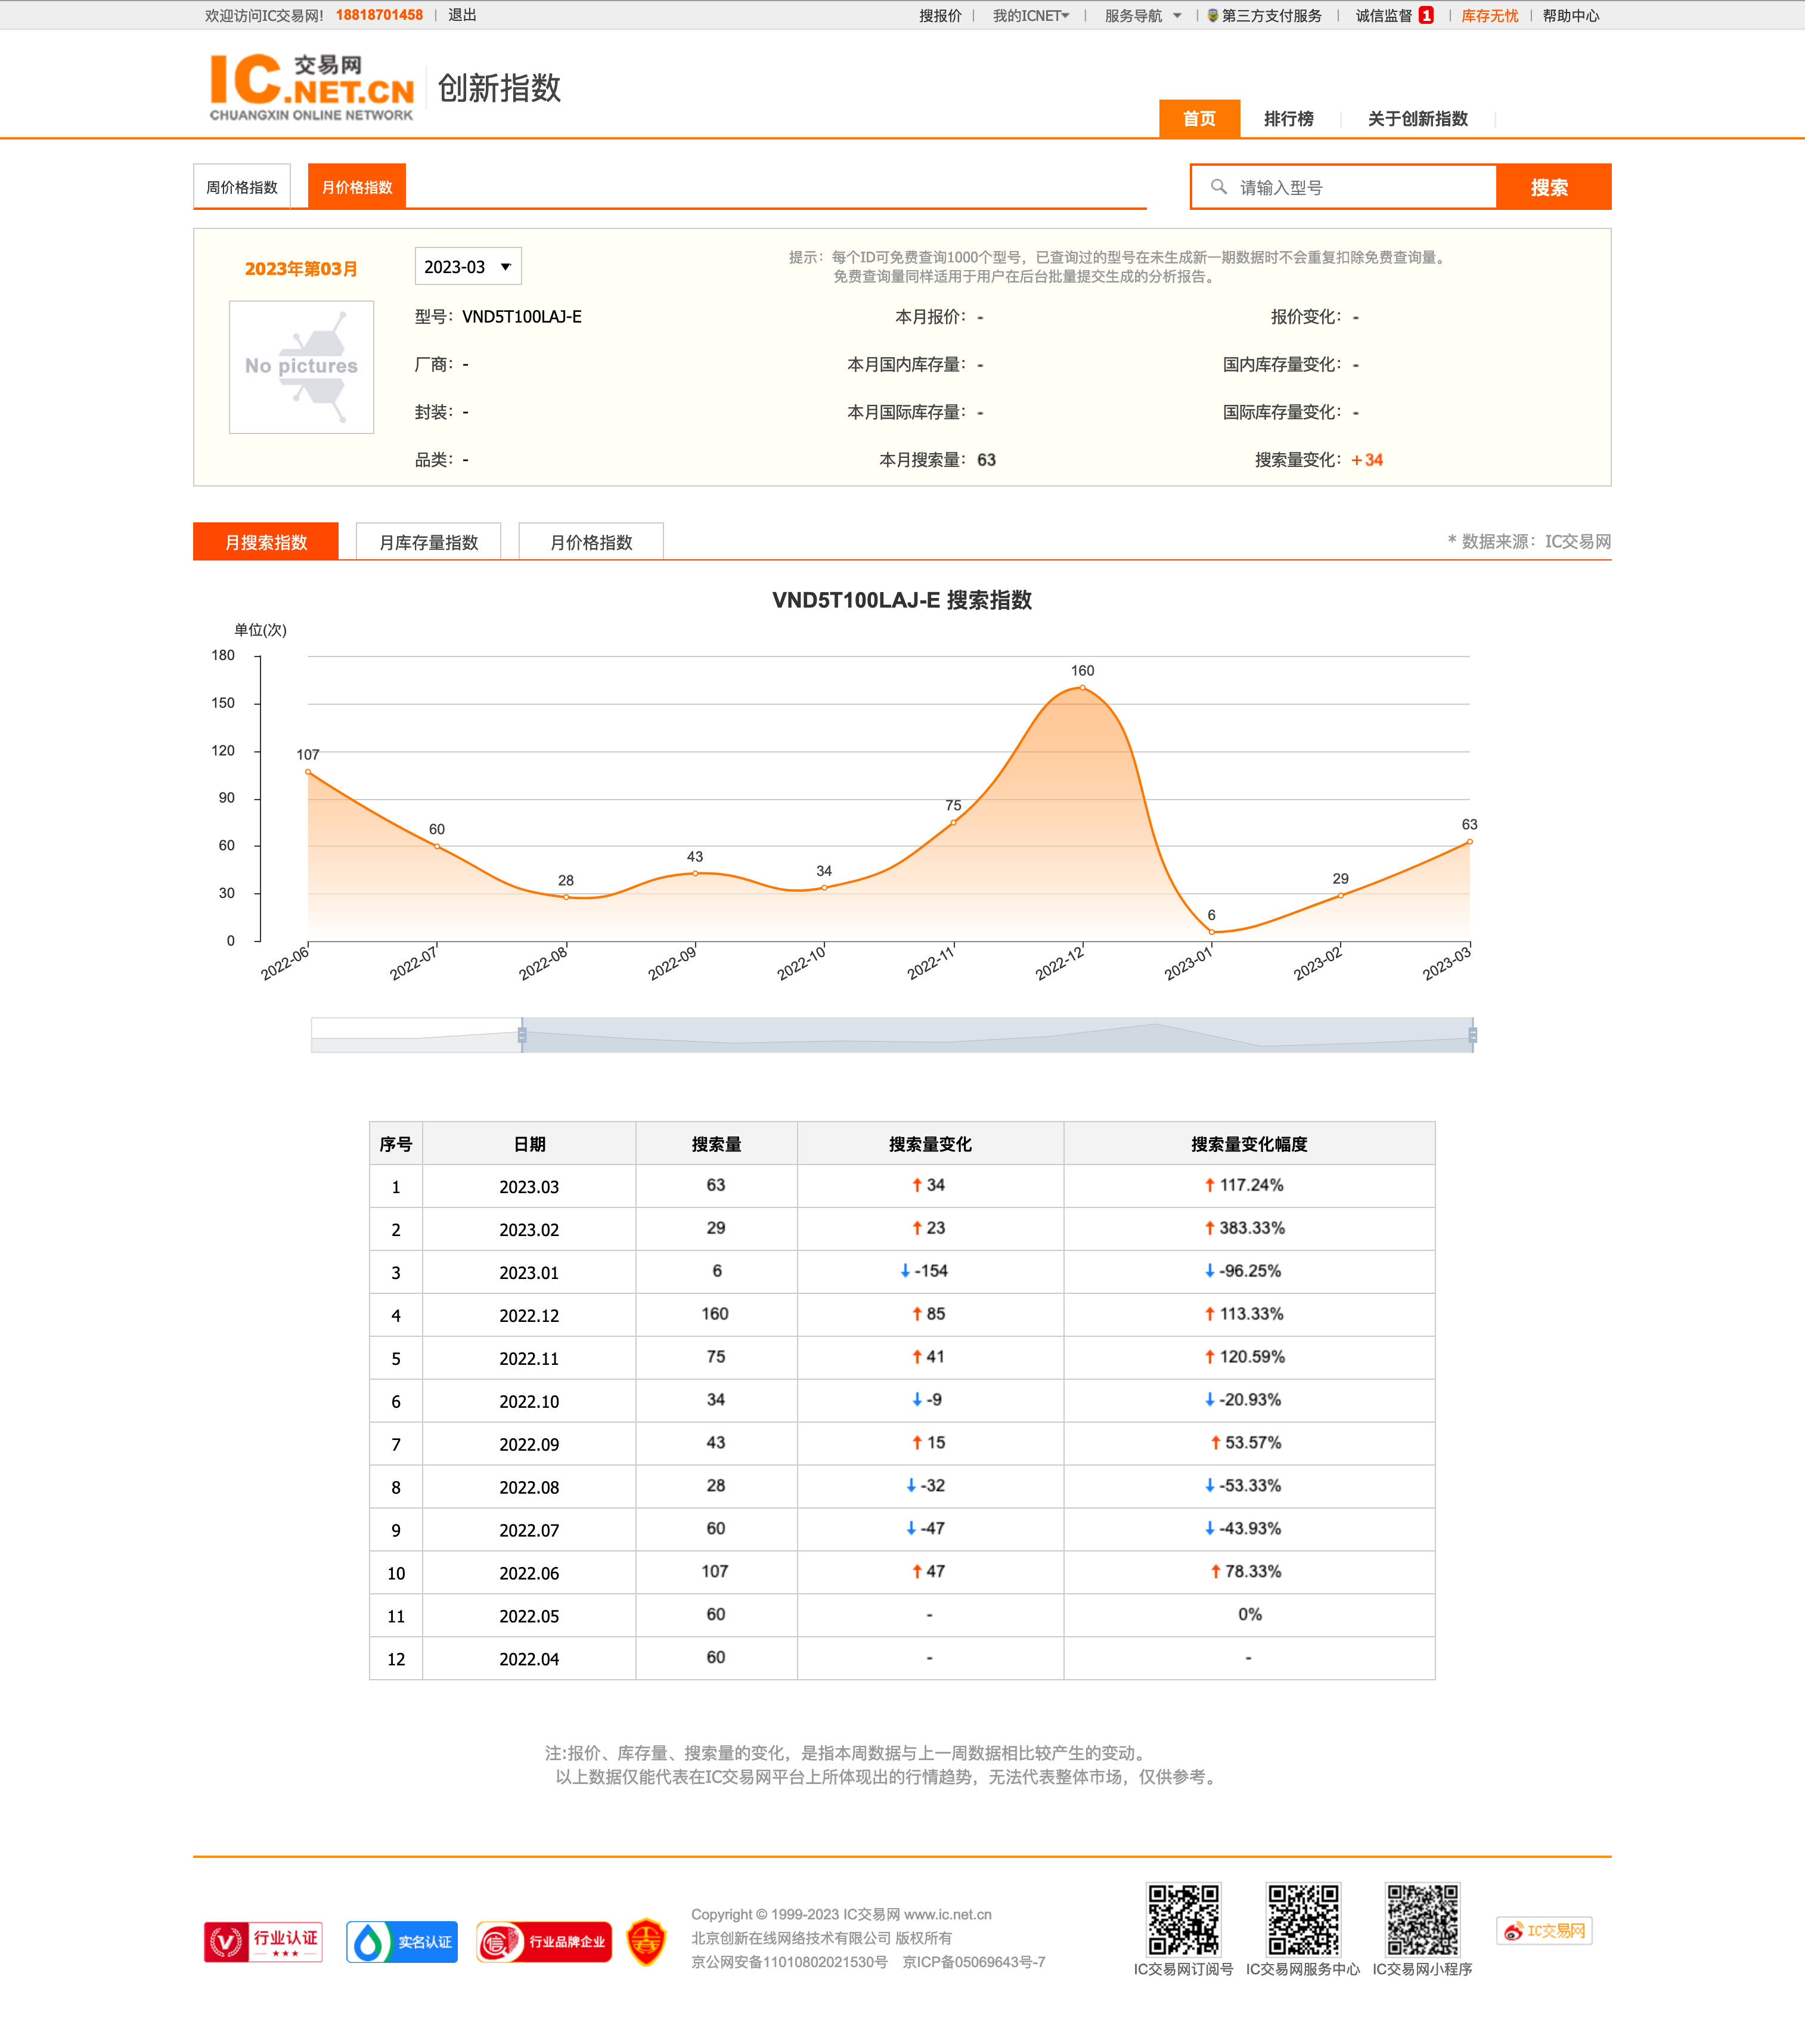 欢迎访问IC交易网! 18818701458 | 退出
搜报价 | 我的ICNET | 服务导航 | 第三方支付服务 | 诚信监督 1 | 库存无忧 | 帮助中心
IC交易网
.NET.CN
CHUANGXIN ONLINE NETWORK
创新指数
首页 排行榜 关于创新指数
周价格指数 月价格指数
请输入型号 搜索
2023年第03月 2023-03
提示：每个ID可免费查询1000个型号，已查询过的型号在未生成新一期数据时不会重复扣除免费查询量。
免费查询量同样适用于用户在后台批量提交生成的分析报告。
No pictures
型号：VND5T100LAJ-E 本月报价：- 报价变化：-
厂商：- 本月国内库存量：- 国内库存量变化：-
封装：- 本月国际库存量：- 国际库存量变化：-
品类：- 本月搜索量：63 搜索量变化：+34
月搜索指数 月库存量指数 月价格指数
* 数据来源：IC交易网
VND5T100LAJ-E 搜索指数
单位(次)
180
150
120
90
60
30
0
107
60
28
43
34
75
160
6
29
63
2022-06
2022-07
2022-08
2022-09
2022-10
2022-11
2022-12
2023-01
2023-02
2023-03
序号 日期 搜索量 搜索量变化 搜索量变化幅度
1 2023.03 63 ↑34 ↑117.24%
2 2023.02 29 ↑23 ↑383.33%
3 2023.01 6 ↓-154 ↓-96.25%
4 2022.12 160 ↑85 ↑113.33%
5 2022.11 75 ↑41 ↑120.59%
6 2022.10 34 ↓-9 ↓-20.93%
7 2022.09 43 ↑15 ↑53.57%
8 2022.08 28 ↓-32 ↓-53.33%
9 2022.07 60 ↓-47 ↓-43.93%
10 2022.06 107 ↑47 ↑78.33%
11 2022.05 60 - 0%
12 2022.04 60 - -
注:报价、库存量、搜索量的变化，是指本周数据与上一周数据相比较产生的变动。
以上数据仅能代表在IC交易网平台上所体现出的行情趋势，无法代表整体市场，仅供参考。
行业认证
实名认证
信 行业品牌企业
Copyright © 1999-2023 IC交易网 www.ic.net.cn
北京创新在线网络技术有限公司 版权所有
京公网安备11010802021530号 京ICP备05069643号-7
IC交易网订阅号 IC交易网服务中心 IC交易网小程序
IC交易网